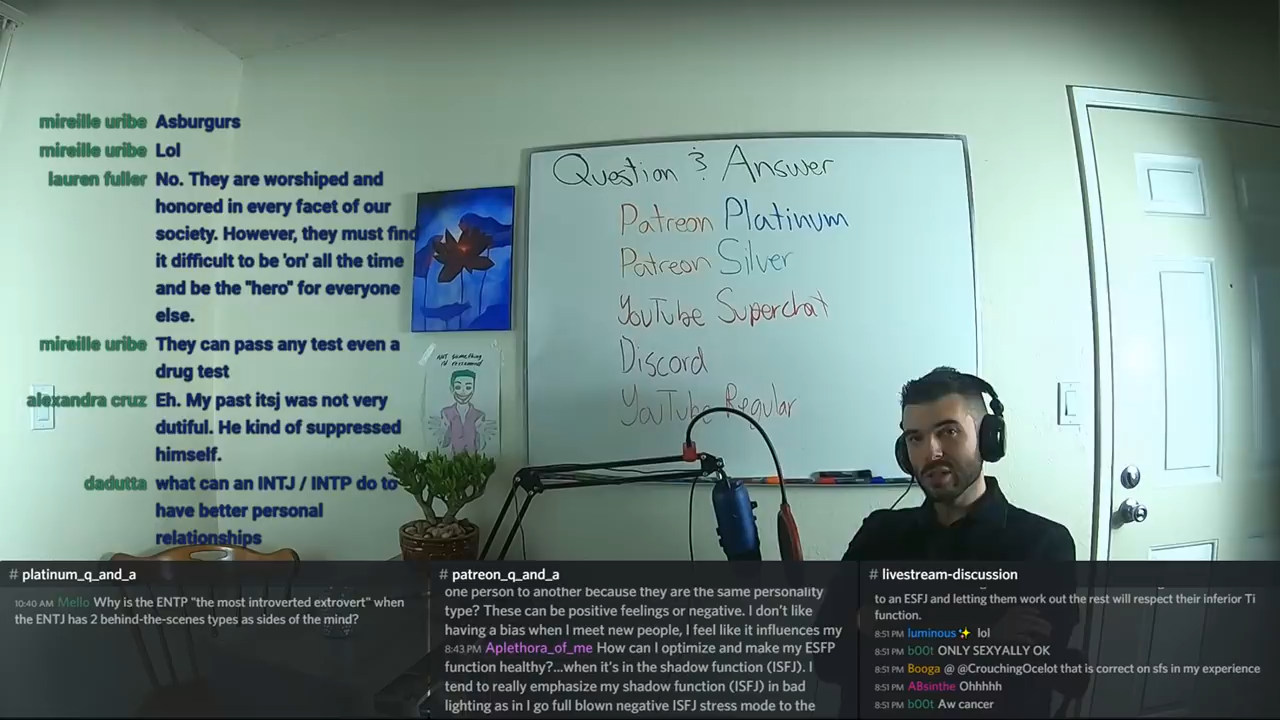 mireille uribe Asburgurs
mireille uribe Lol
lauren fuller No. They are worshiped and
honored in every facet of our
society. However, they must find
it difficult to be 'on' all the time
and be the "hero" for everyone
else.
mireille uribe They can pass any test even a
drug test
alexandra cruz Eh. My past itsj was not very
dutiful. He kind of suppressed
himself.
dadutta what can an INTJ / INTP do to
have better personal
relationships
Question & Answer
Patreon Platinum
Patreon Silver
YouTube Superchat
Discord
YouTube Regular
# platinum_q_and_a
10:40 AM Mello Why is the ENTP "the most introverted extrovert" when
the ENTJ has 2 behind-the-scenes types as sides of the mind?
# patreon_q_and_a
one person to another because they are the same personality
type? These can be positive feelings or negative. I don't like
having a bias when I meet new people, I feel like it influences my
8:43 PM Aplethora_of_me How can I optimize and make my ESFP
function healthy?...when it's in the shadow function (ISFJ). I
tend to really emphasize my shadow function (ISFJ) in bad
lighting as in I go full blown negative ISFJ stress mode to the
# livestream-discussion
to an ESFJ and letting them work out the rest will respect their inferior Ti
function.
8:51 PM luminous✨ lol
8:51 PM b00t ONLY SEXYALLY OK
8:51 PM Booga @ @CrouchingOcelot that is correct on sfs in my experience
8:51 PM ABsinthe Ohhhhh
8:51 PM b00t Aw cancer